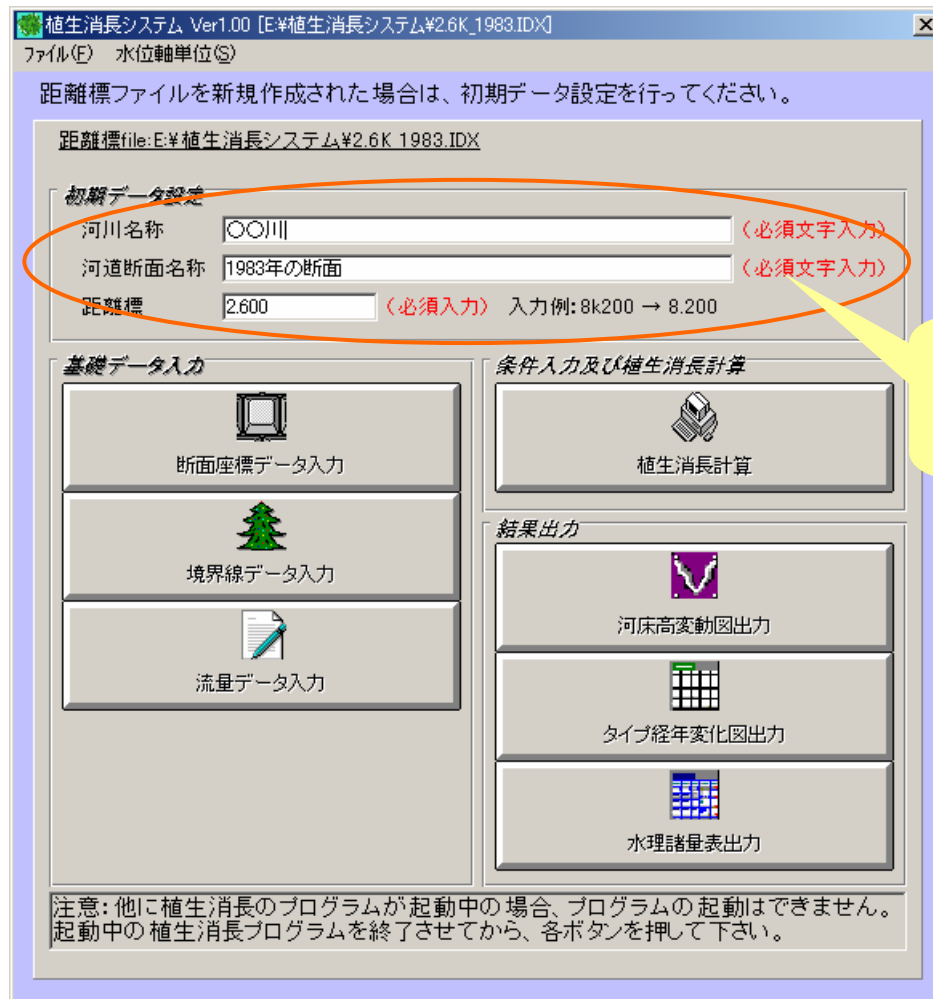 植生消長システム Ver1.00 [E:¥植生消長システム¥2.6K_1983.IDX]
ファイル(F) 水位軸単位(S)
距離標ファイルを新規作成された場合は、初期データ設定を行ってください。
距離標file:E:¥植生消長システム¥2.6K_1983.IDX
初期データ設定
河川名称 〇〇川 (必須文字入力)
河道断面名称 1983年の断面 (必須文字入力)
距離標 2.600 (必須入力) 入力例:8k200 → 8.200
基礎データ入力
断面座標データ入力
境界線データ入力
流量データ入力
条件入力及び植生消長計算
植生消長計算
結果出力
河床高変動図出力
タイプ経年変化図出力
水理諸量表出力
注意:他に植生消長のプログラムが起動中の場合、プログラムの起動はできません。
起動中の植生消長プログラムを終了させてから、各ボタンを押して下さい。